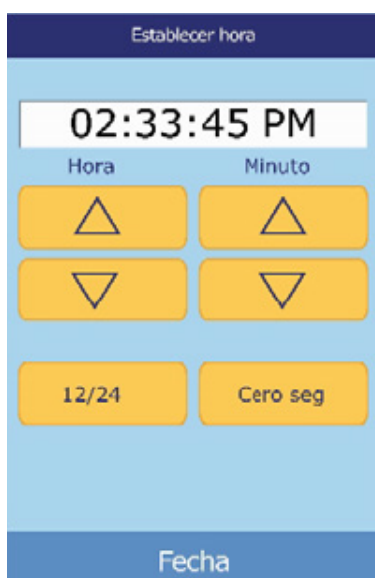 Establecer hora
02:33:45 PM
Hora Minuto
12/24 Cero seg
Fecha